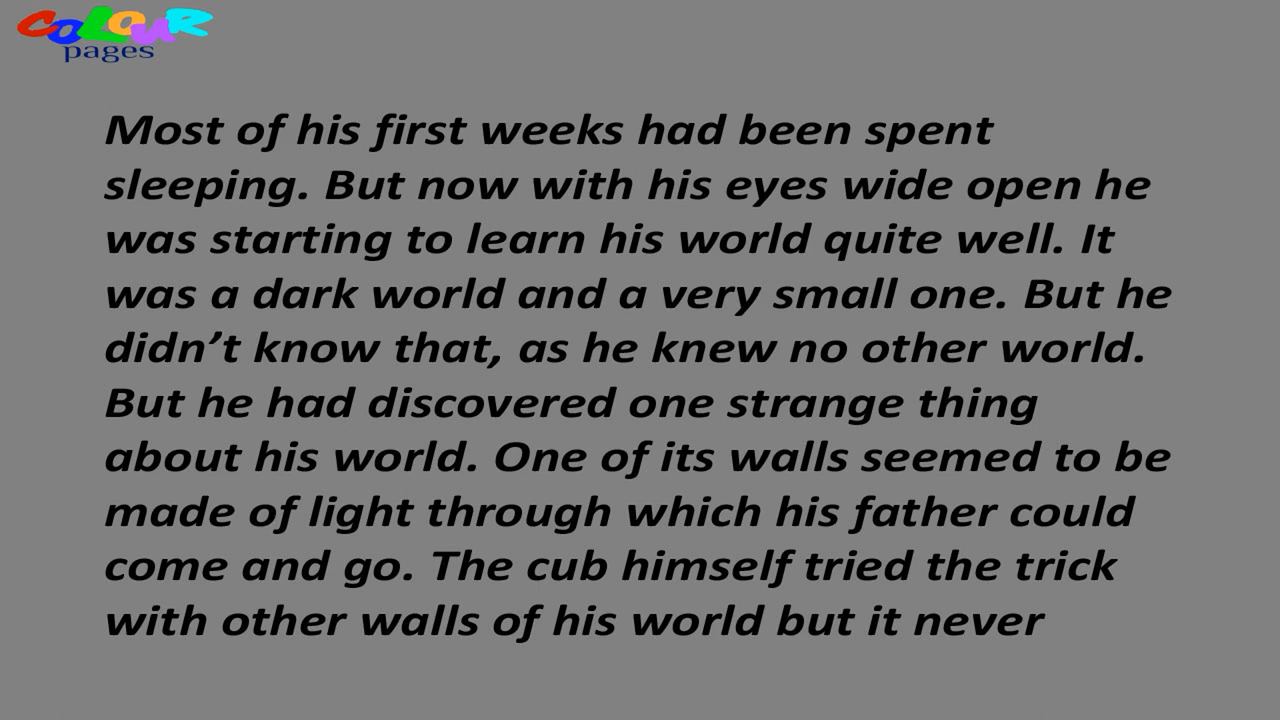 COLOUR
pages
Most of his first weeks had been spent
sleeping. But now with his eyes wide open he
was starting to learn his world quite well. It
was a dark world and a very small one. But he
didn’t know that, as he knew no other world.
But he had discovered one strange thing
about his world. One of its walls seemed to be
made of light through which his father could
come and go. The cub himself tried the trick
with other walls of his world but it never